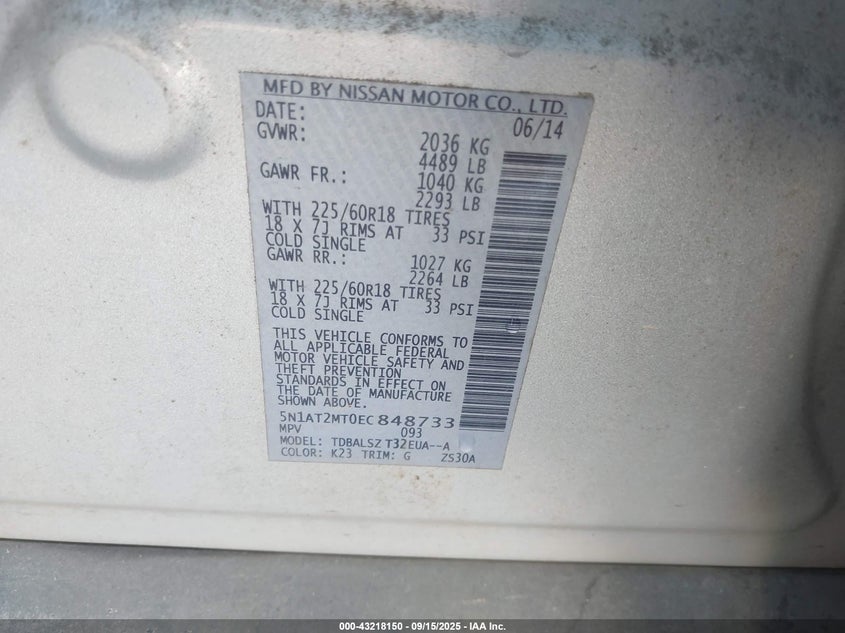 MFD BY NISSAN MOTOR CO., LTD.
DATE: 06/14
GVWR: 2036 KG
4489 LB
GAWR FR.: 1040 KG
2293 LB
WITH 225/60R18 TIRES
18 X 7J RIMS AT 33 PSI
COLD SINGLE
GAWR RR.: 1027 KG
2264 LB
WITH 225/60R18 TIRES
18 X 7J RIMS AT 33 PSI
COLD SINGLE
THIS VEHICLE CONFORMS TO
ALL APPLICABLE FEDERAL
MOTOR VEHICLE SAFETY AND
THEFT PREVENTION
STANDARDS IN EFFECT ON
THE DATE OF MANUFACTURE
SHOWN ABOVE.
5N1AT2MT0EC848733
MPV 093
MODEL: TDBALSZ T32EUA--A
COLOR: K23 TRIM: G ZS30A
000-43218150 - 09/15/2025 - IAA Inc.